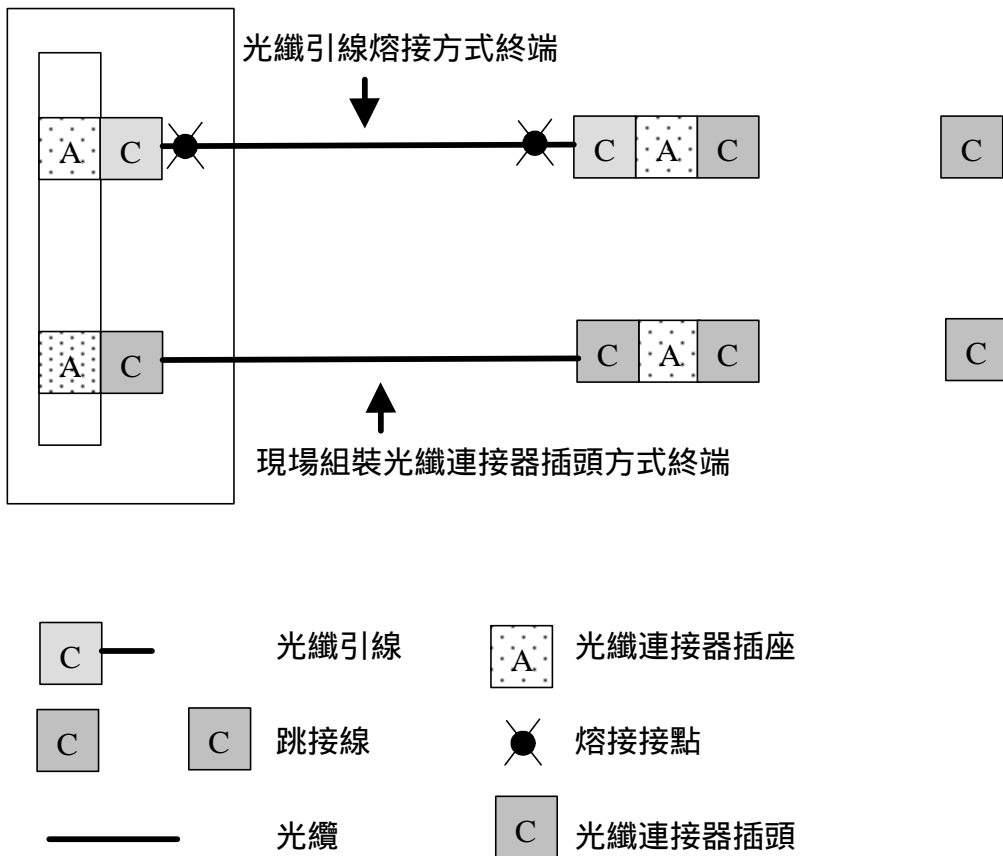 光纖引線熔接方式終端
A C C A C C
A C C A C C
現場組裝光纖連接器插頭方式終端
C 光纖引線 A 光纖連接器插座
C C 跳接線 熔接接點
光纜 C 光纖連接器插頭